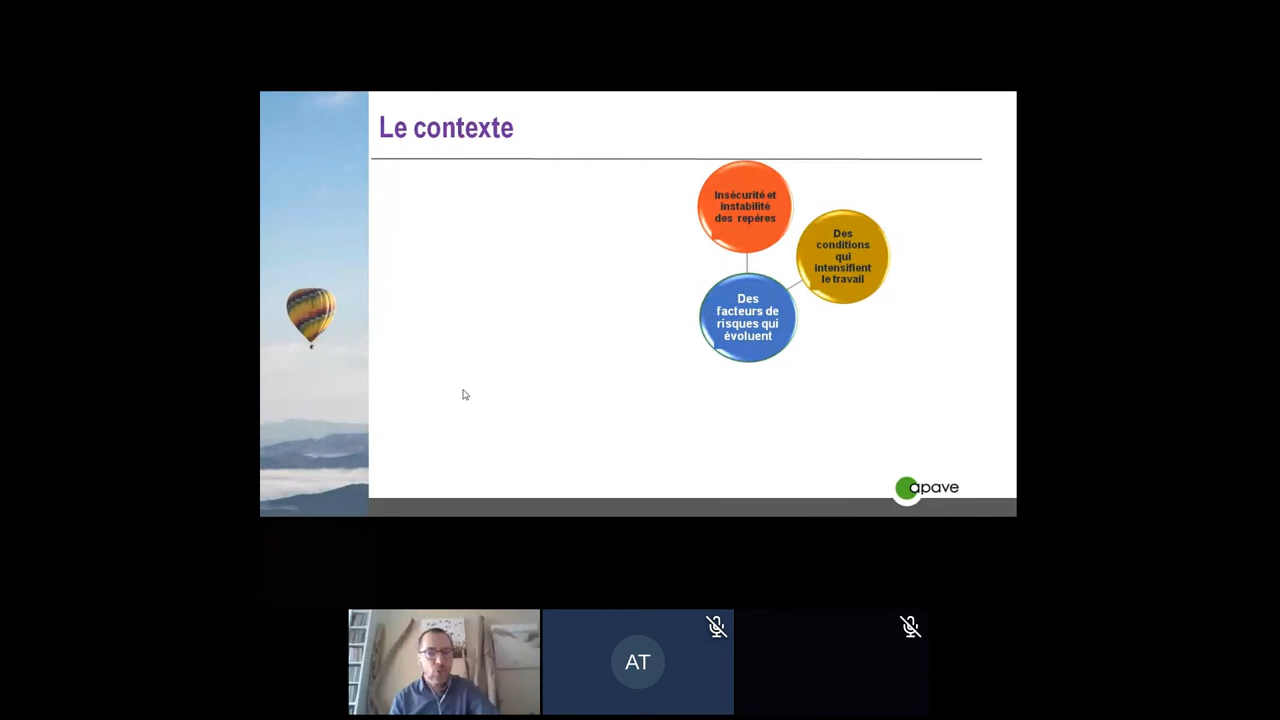 Le contexte
Insécurité et
instabilité
des repéres
Des
conditions
qui
intensifient
le travail
Des
facteurs de
risques qui
évoluent
apave
AT